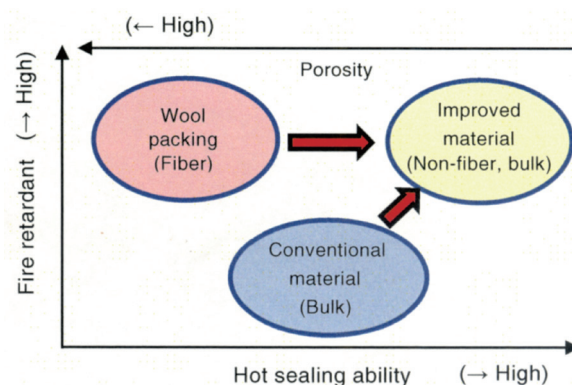 (← High)
Porosity
Wool
packing
(Fiber)
Improved
material
(Non-fiber, bulk)
Conventional
material
(Bulk)
Fire retardant (→ High)
Hot sealing ability (→ High)